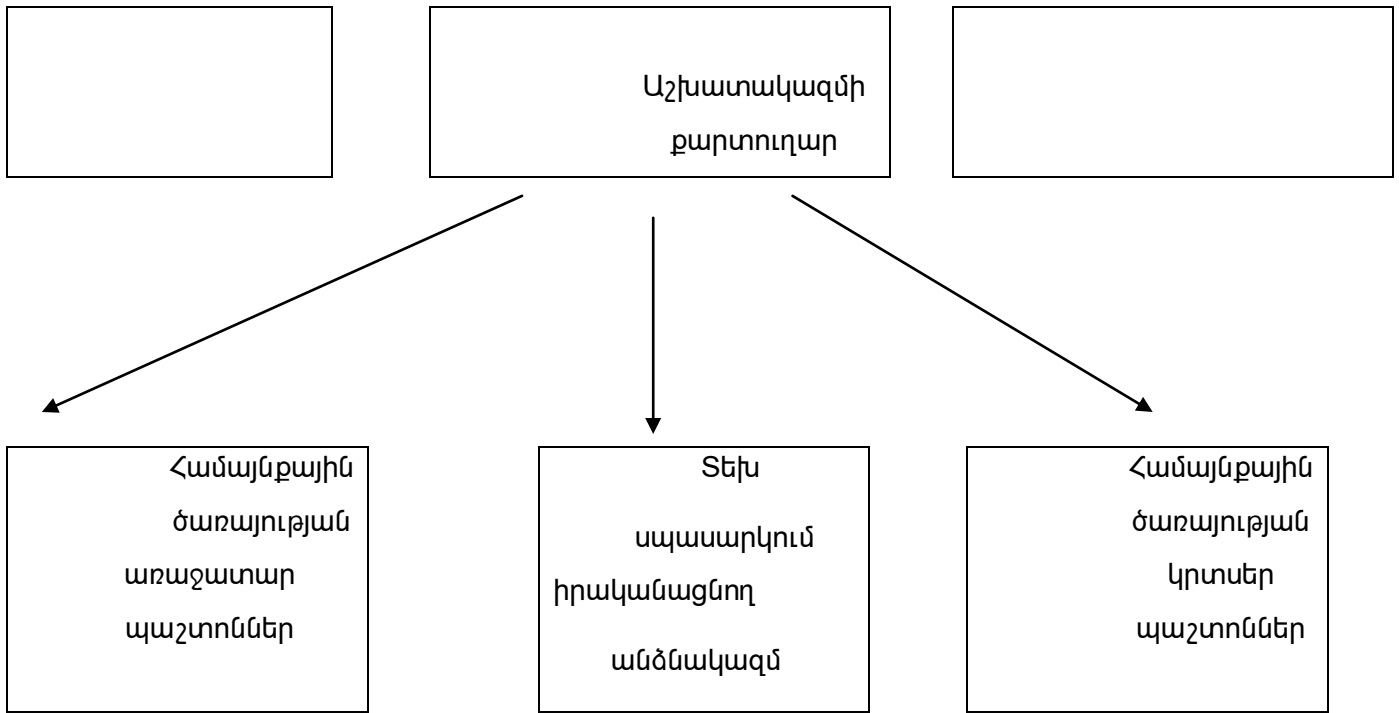 Աշխատակազմի
քարտուղար
Համայնքային
ծառայության
առաջատար
պաշտոններ
Տեխ
սպասարկում
իրականացնող
անձնակազմ
Համայնքային
ծառայության
կրտսեր
պաշտոններ